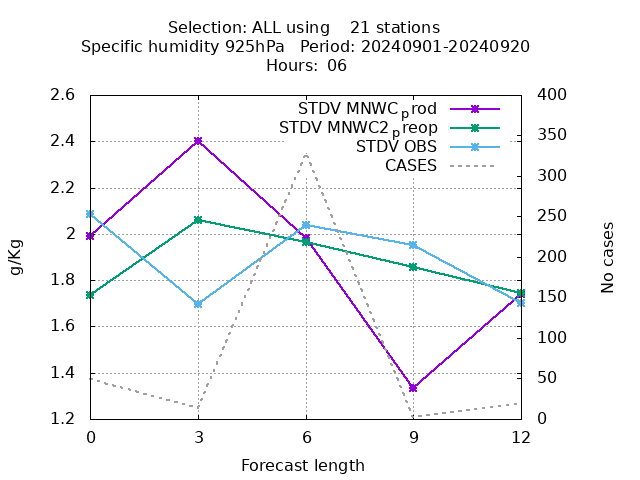 Selection: ALL using    21 stations
Specific humidity 925hPa   Period: 20240901-20240920
Hours:  06
STDV MNWCprod
STDV MNWC2preop
STDV OBS
CASES
2.6
2.4
2.2
2
1.8
1.6
1.4
1.2
400
350
300
250
200
150
100
50
0
g/Kg
No cases
0 3 6 9 12
Forecast length